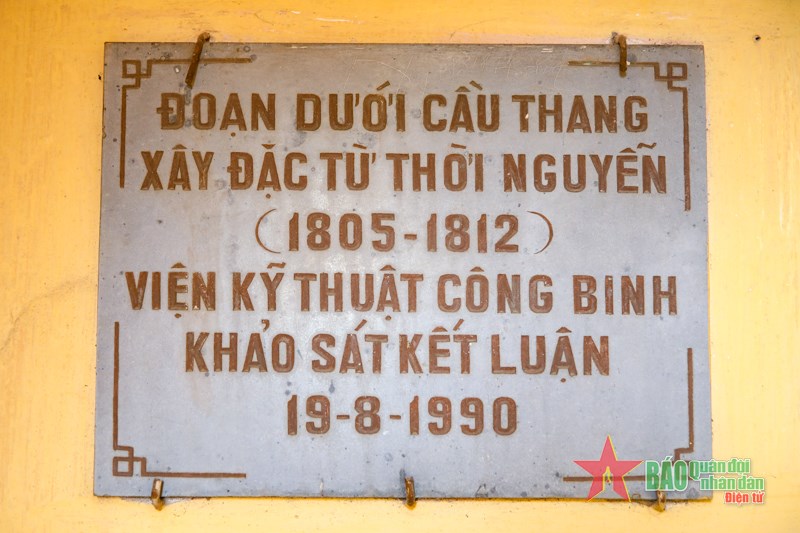 ĐOẠN DƯỚI CẦU THANG
XÂY ĐẶC TỪ THỜI NGUYỄN
(1805-1812)
VIỆN KỸ THUẬT CÔNG BINH
KHẢO SÁT KẾT LUẬN
19-8-1990
BÁO Quân đội
nhân dân
Điện tử